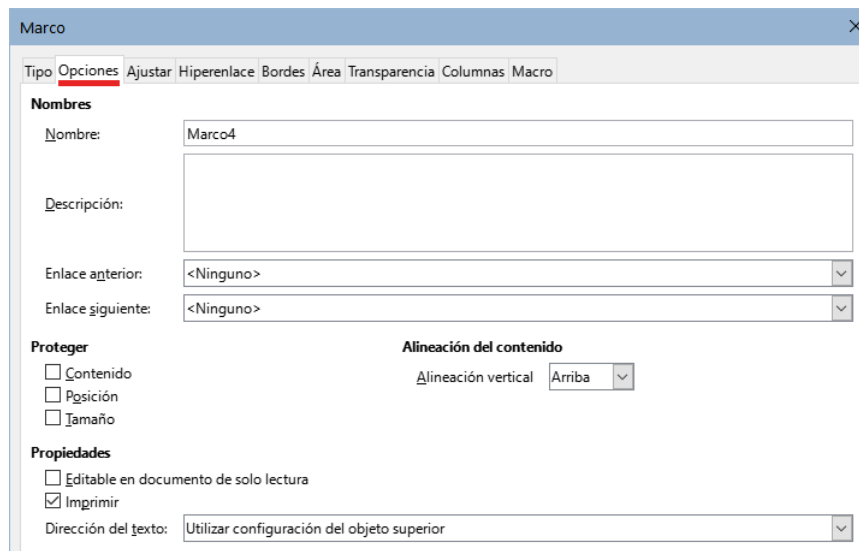 Marco
Tipo Opciones Ajustar Hiperenlace Bordes Área Transparencia Columnas Macro
Nombres
Nombre: Marco4
Descripción:
Enlace anterior: <Ninguno>
Enlace siguiente: <Ninguno>
Proteger Alineación del contenido
Contenido Alineación vertical Arriba
Posición
Tamaño
Propiedades
Editable en documento de solo lectura
Imprimir
Dirección del texto: Utilizar configuración del objeto superior